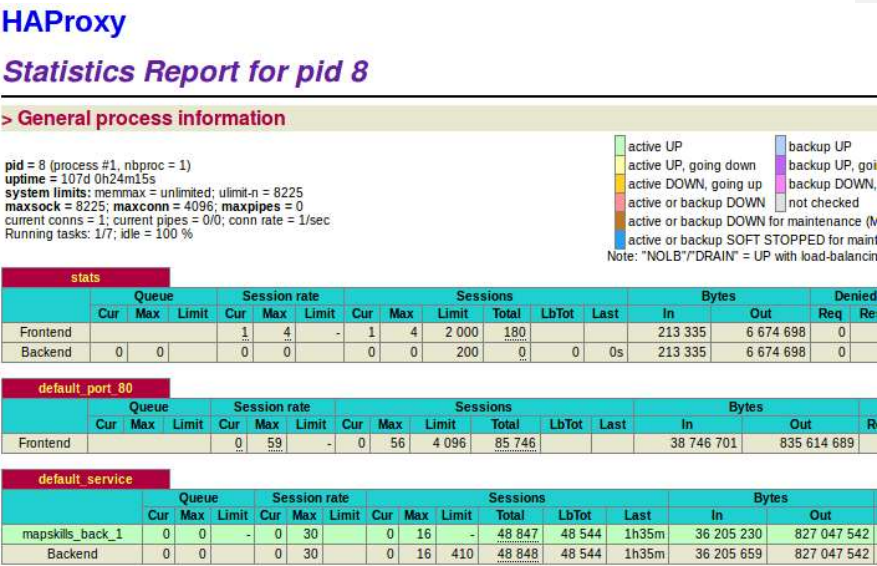 HAProxy
Statistics Report for pid 8
> General process information
pid = 8 (process #1, nbproc = 1)
uptime = 107d 0h24m15s
system limits: memmax = unlimited; ulimit-n = 8225
maxsock = 8225; maxconn = 4096; maxpipes = 0
current conns = 1; current pipes = 0/0; conn rate = 1/sec
Running tasks: 1/7; idle = 100 %
active UP backup UP
active UP, going down backup UP, goi
active DOWN, going up backup DOWN,
active or backup DOWN not checked
active or backup DOWN for maintenance (M
active or backup SOFT STOPPED for maint
Note: "NOLB"/"DRAIN" = UP with load-balancin
stats
Queue Session rate Sessions Bytes Denied
Cur Max Limit Cur Max Limit Cur Max Limit Total LbTot Last In Out Req Re
Frontend 1 4 - 1 4 2 000 180 213 335 6 674 698 0
Backend 0 0 0 0 0 0 200 0 0 0s 213 335 6 674 698 0
default_port_80
Queue Session rate Sessions Bytes
Cur Max Limit Cur Max Limit Cur Max Limit Total LbTot Last In Out R
Frontend 0 59 - 0 56 4 096 85 746 38 746 701 835 614 689
default_service
Queue Session rate Sessions Bytes
Cur Max Limit Cur Max Limit Cur Max Limit Total LbTot Last In Out
mapskills_back_1 0 0 - 0 30 0 16 - 48 847 48 544 1h35m 36 205 230 827 047 542
Backend 0 0 0 30 0 16 410 48 848 48 544 1h35m 36 205 659 827 047 542